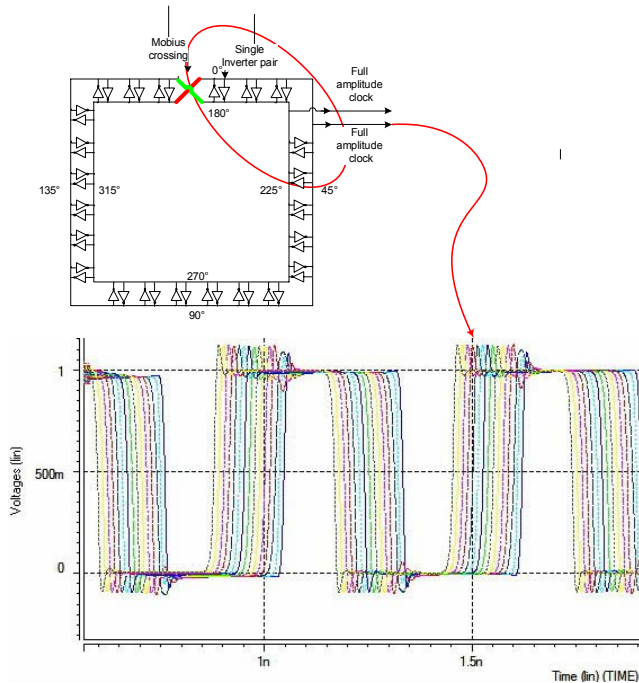 Mobius
crossing
Single
Inverter pair
0°
180°
Full
amplitude
clock
Full
amplitude
clock
135°
315°
225°
45°
270°
90°
Voltages (lin)
1
500m
0
1n
1.5n
Time (lin) (TIME)